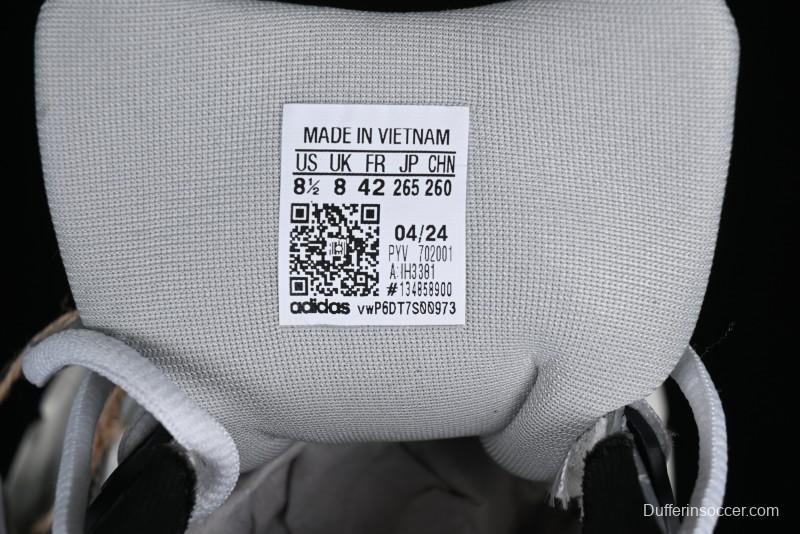 MADE IN VIETNAM
US UK FR JP CHN
8½ 8 42 265 260
04/24
PYV 702001
A:IH3381
#134858900
adidas vwP6DT7S00973
Dufferinsoccer.com